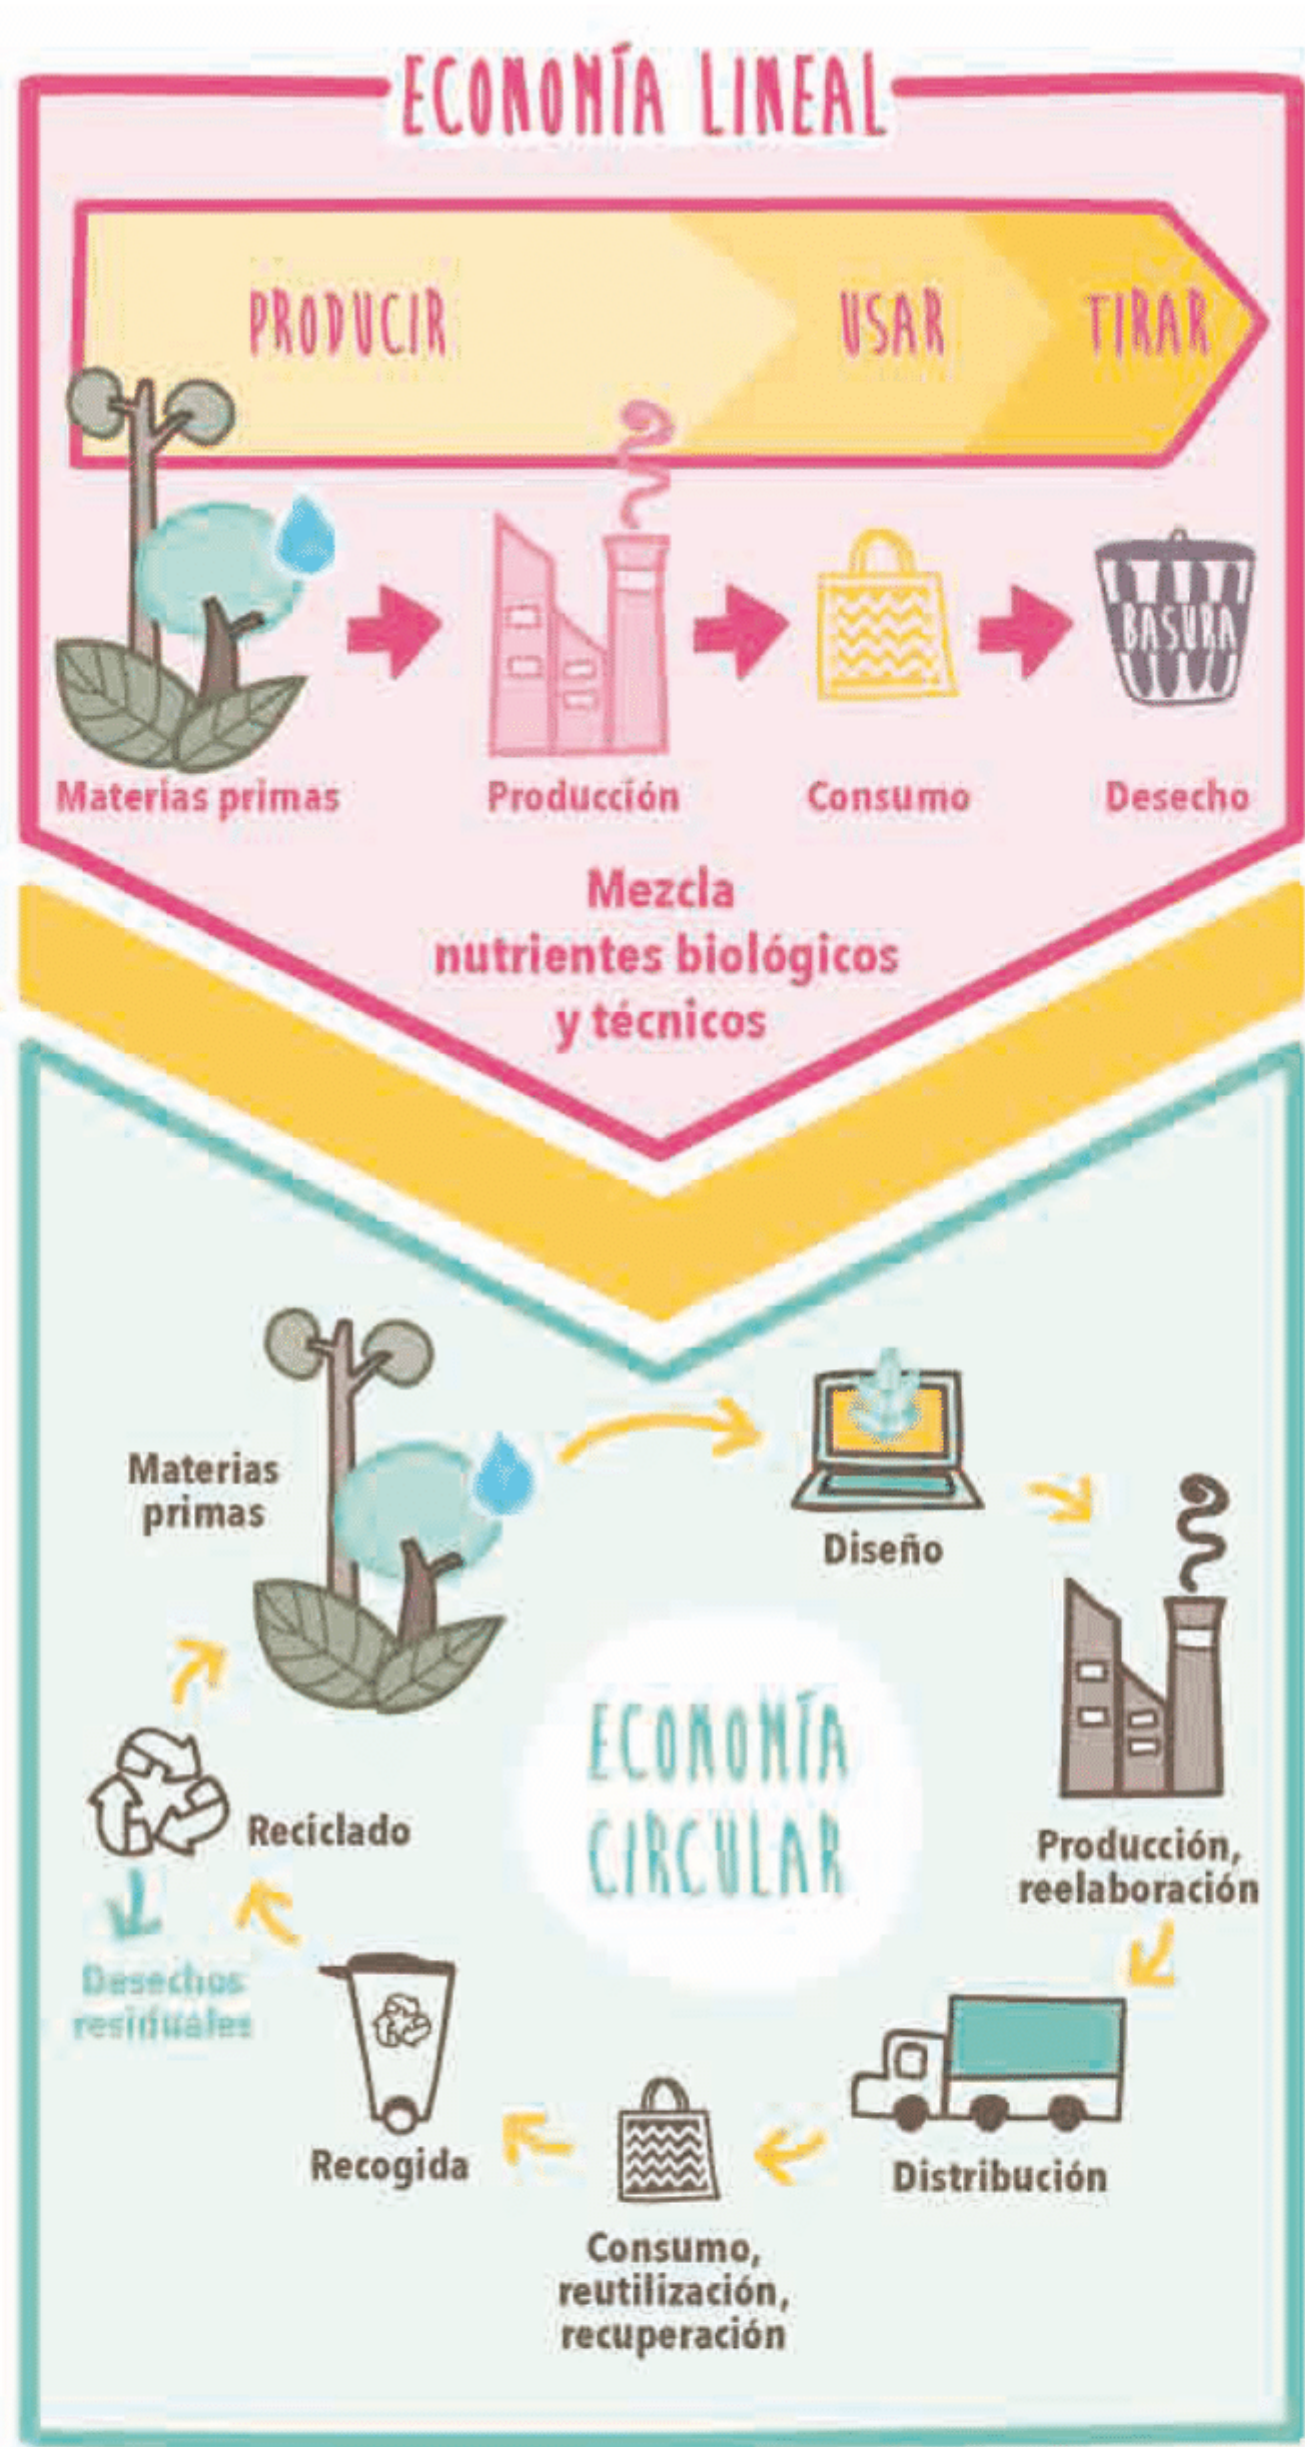 ECONOMÍA LINEAL
PRODUCIR
USAR
TIRAR
BASURA
Materias primas
Producción
Consumo
Desecho
Mezcla
nutrientes biológicos
y técnicos
Materias
primas
Diseño
ECONOMÍA
CIRCULAR
Producción,
reelaboración
Distribución
Consumo,
reutilización,
recuperación
Recogida
Reciclado
Desechos
residuales